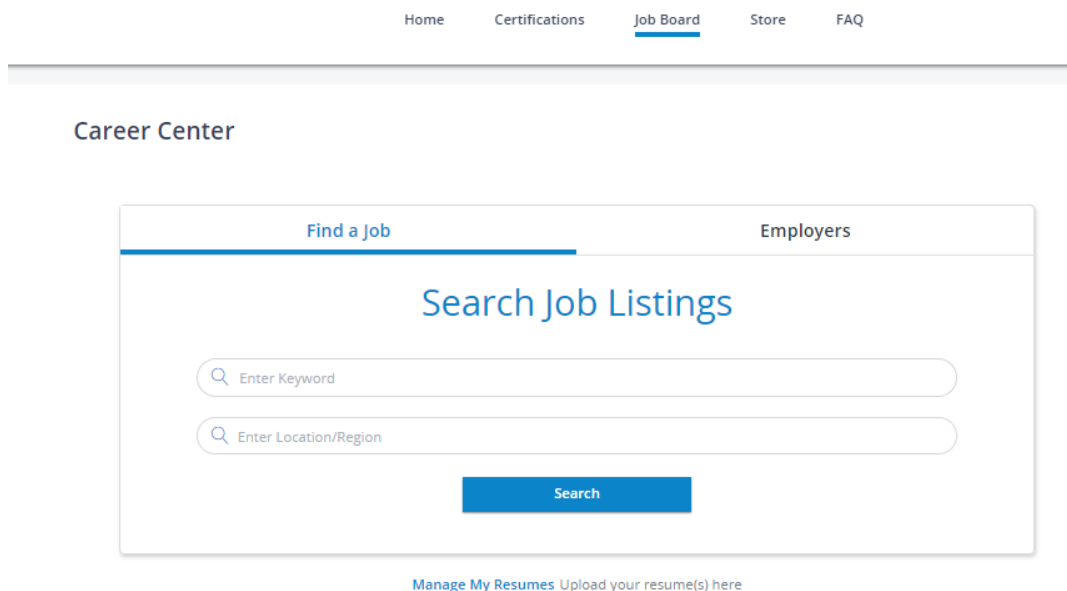 Home Certifications Job Board Store FAQ
Career Center
Find a Job Employers
Search Job Listings
Enter Keyword
Enter Location/Region
Search
Manage My Resumes Upload your resume(s) here